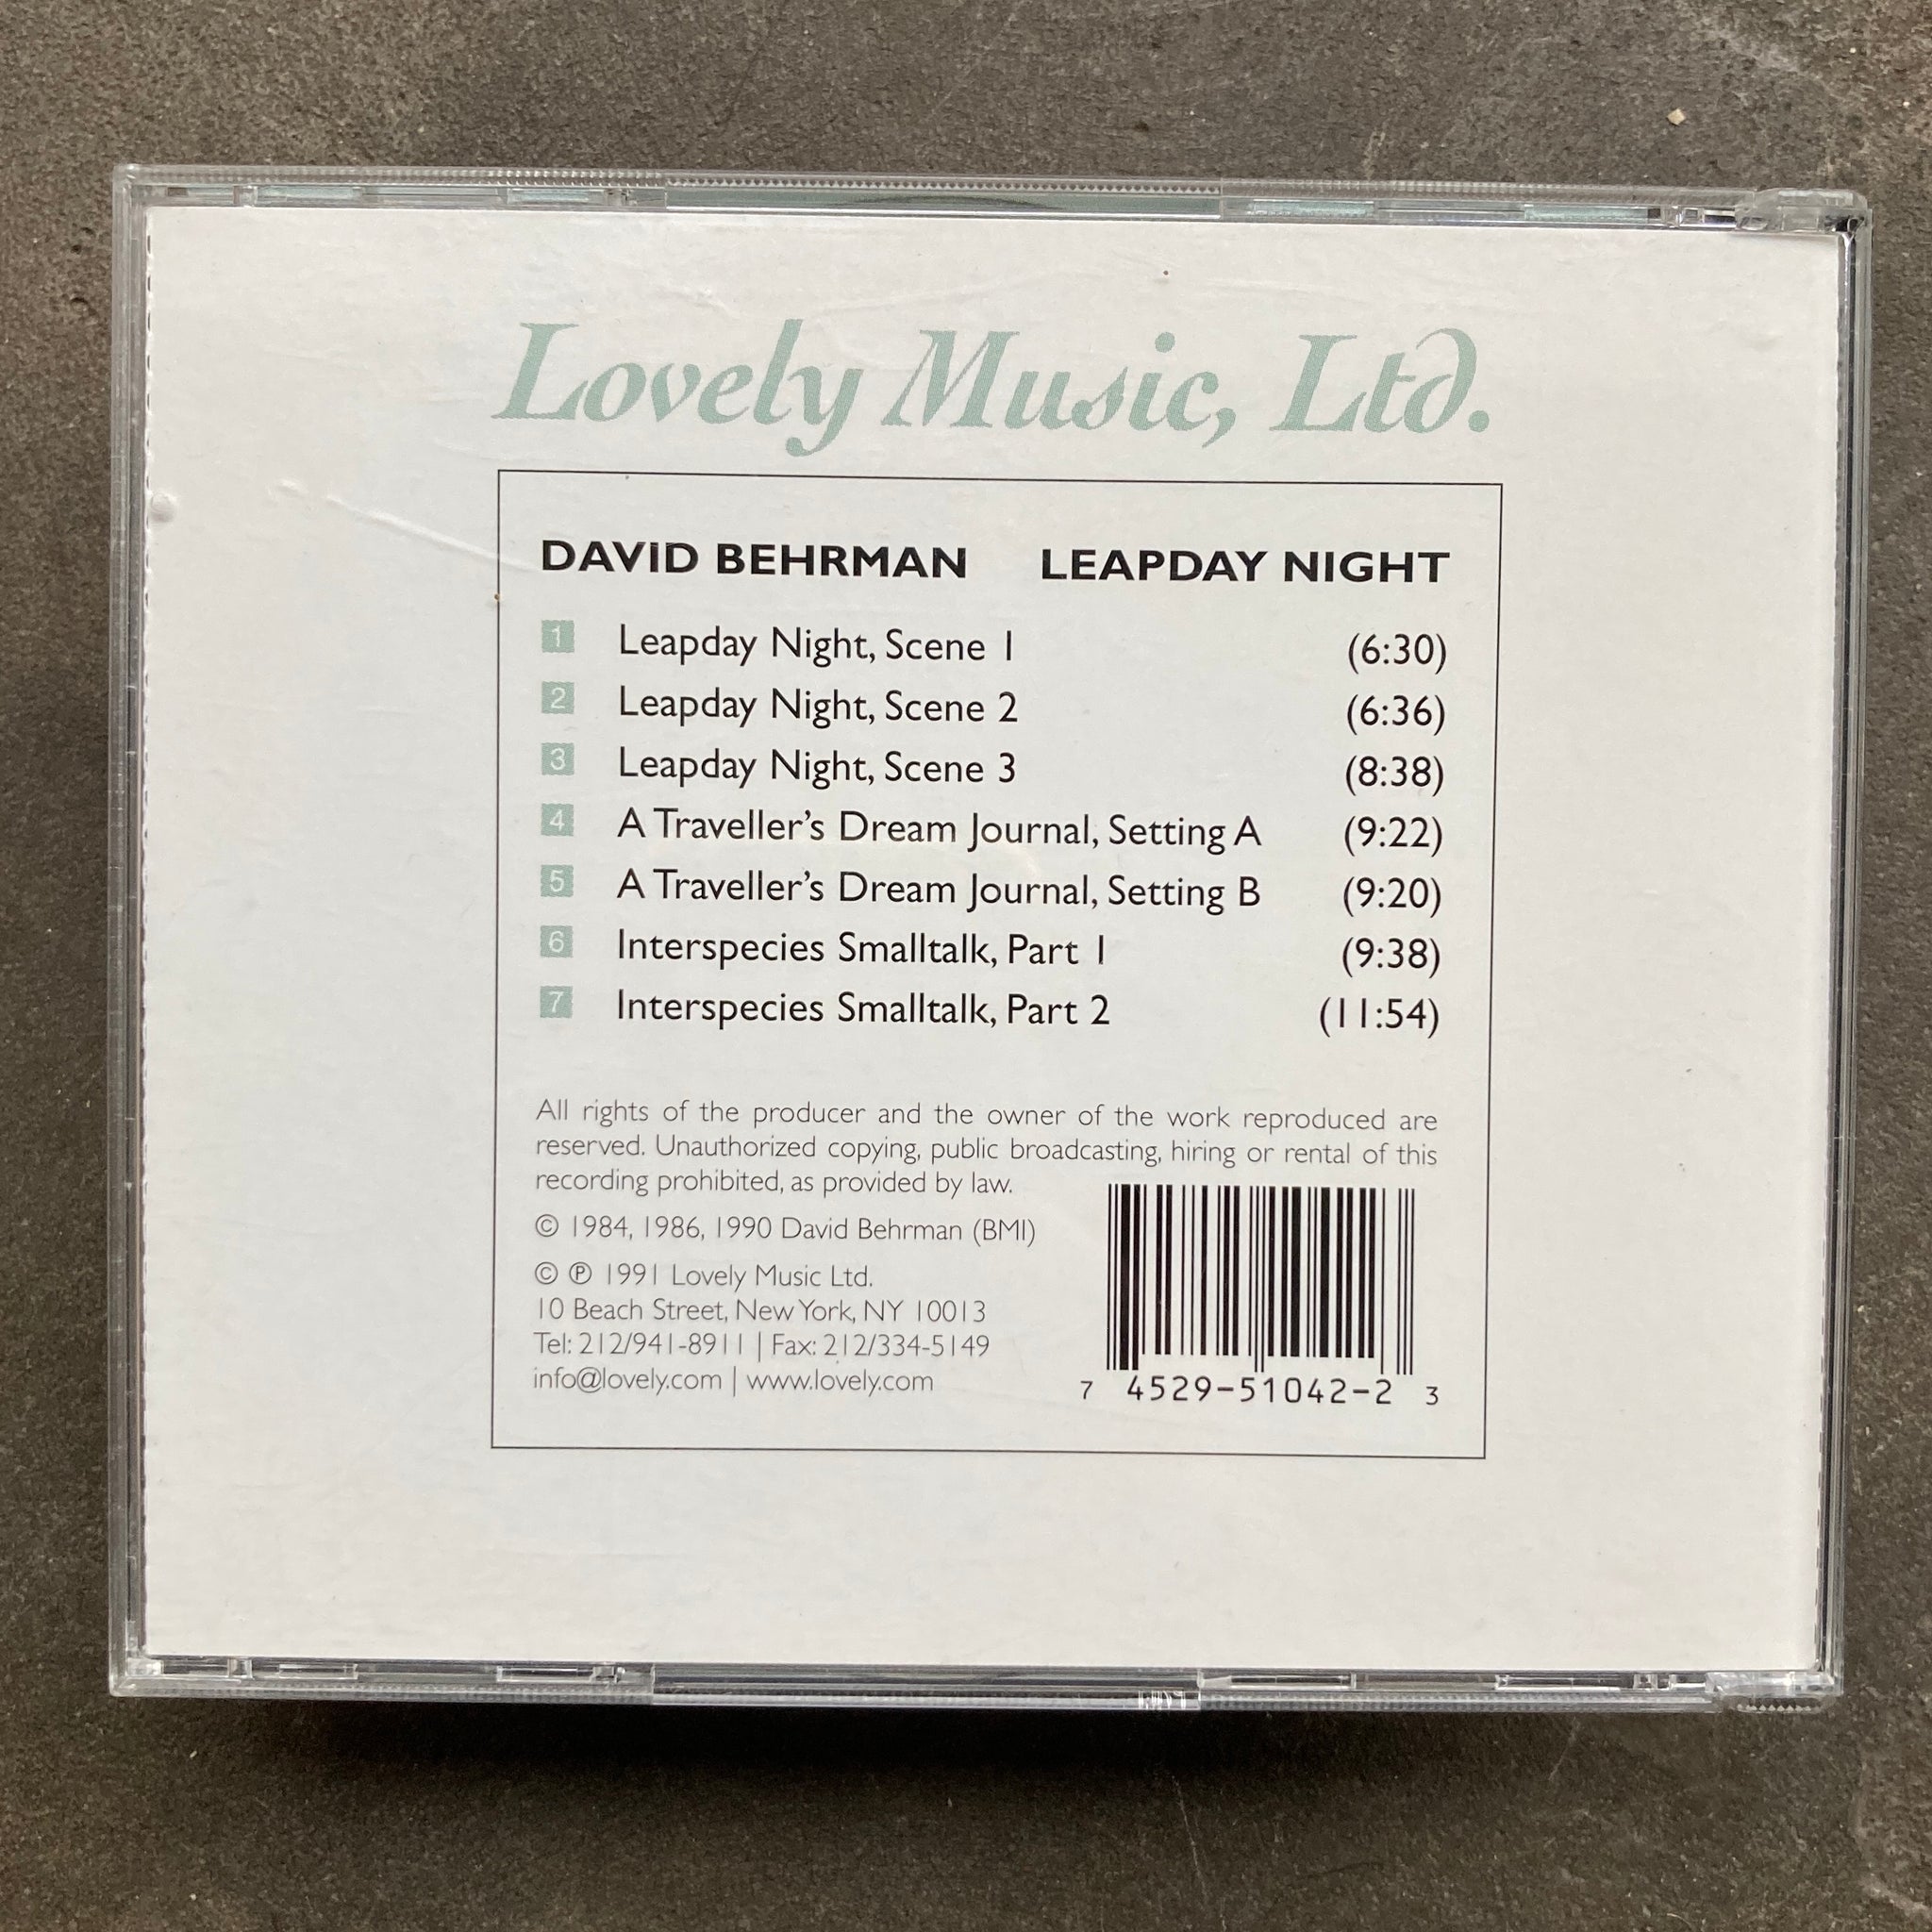 Lovely Music, Ltd.
DAVID BEHRMAN LEAPDAY NIGHT
1 Leapday Night, Scene 1 (6:30)
2 Leapday Night, Scene 2 (6:36)
3 Leapday Night, Scene 3 (8:38)
4 A Traveller's Dream Journal, Setting A (9:22)
5 A Traveller's Dream Journal, Setting B (9:20)
6 Interspecies Smalltalk, Part 1 (9:38)
7 Interspecies Smalltalk, Part 2 (11:54)
All rights of the producer and the owner of the work reproduced are
reserved. Unauthorized copying, public broadcasting, hiring or rental of this
recording prohibited, as provided by law.
© 1984, 1986, 1990 David Behrman (BMI)
© ℗ 1991 Lovely Music Ltd.
10 Beach Street, New York, NY 10013
Tel: 212/941-8911 | Fax: 212/334-5149
info@lovely.com | www.lovely.com
7 4529-51042-2 3